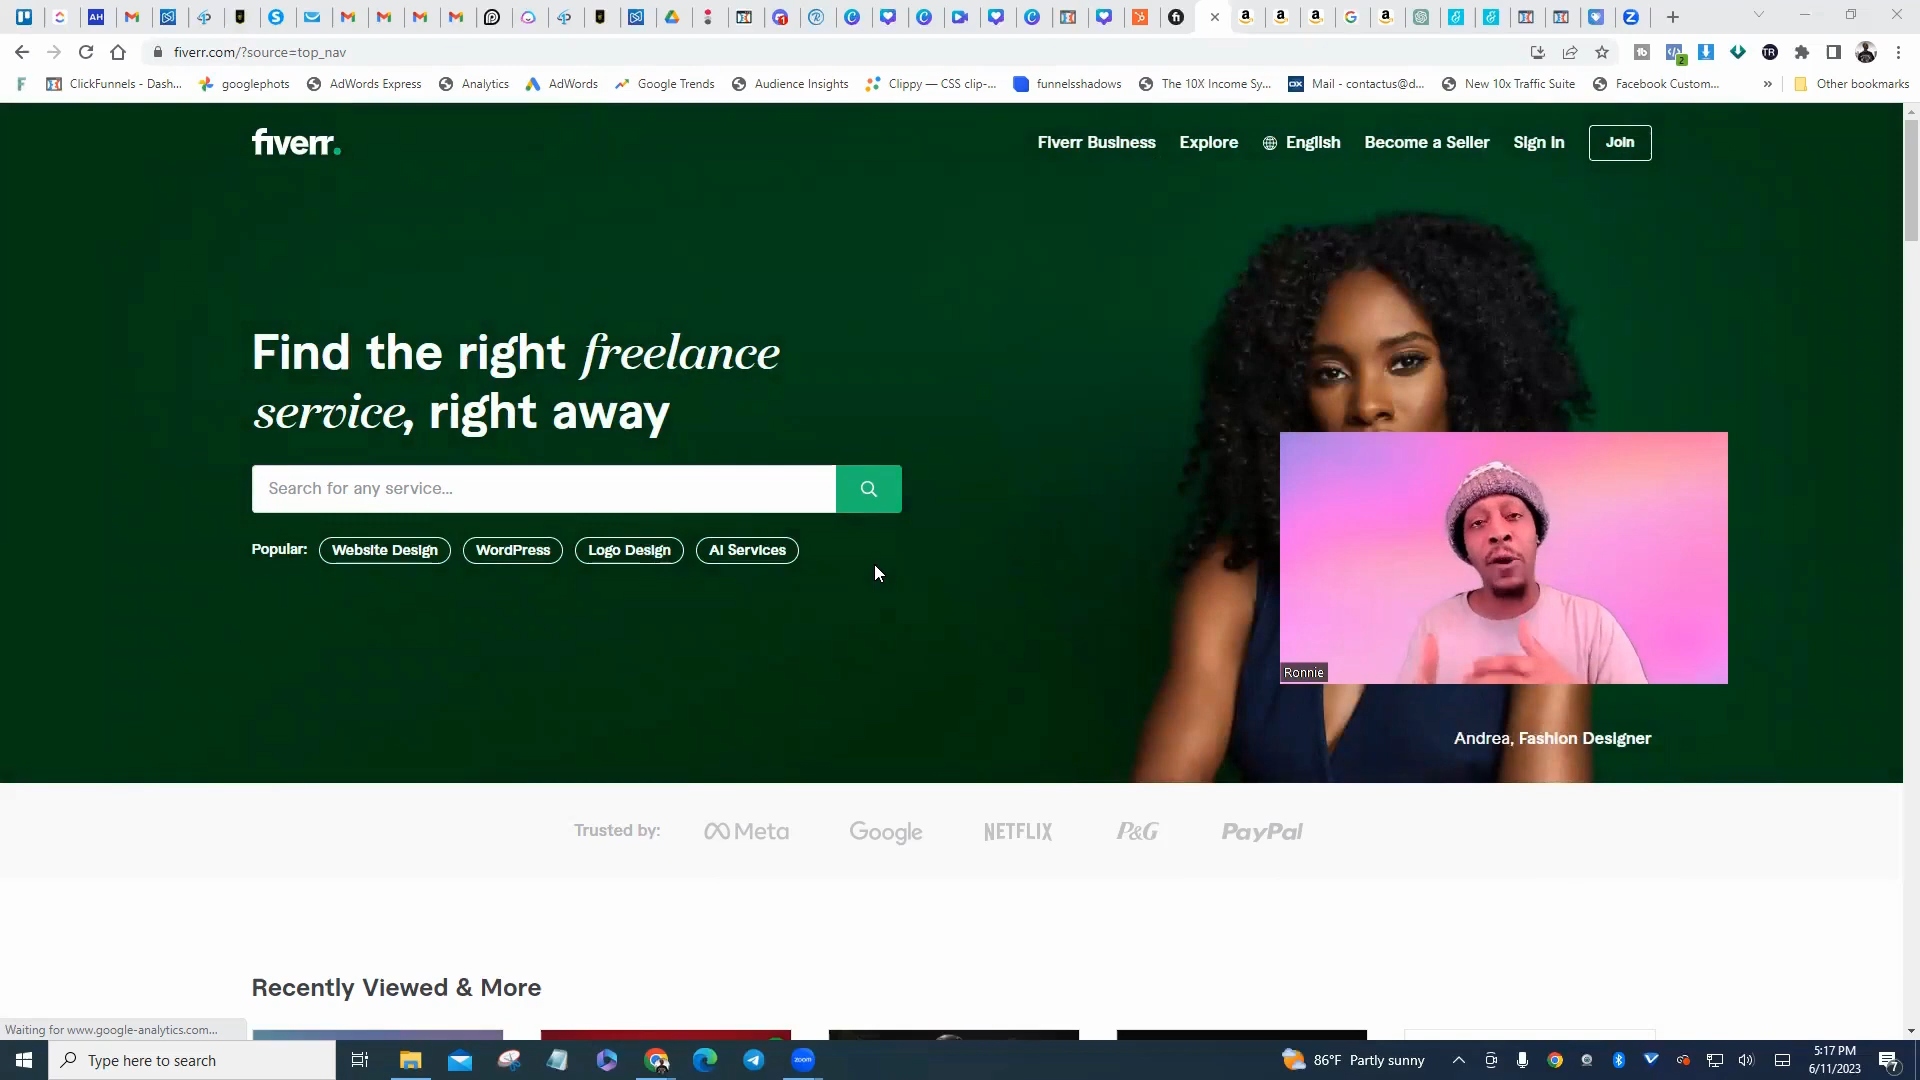 fiverr.com/?source=top_nav
ClickFunnels - Dash...
googlephots
AdWords Express
Analytics
AdWords
Google Trends
Audience Insights
Clippy — CSS clip-...
funnelsshadows
The 10X Income Sy...
Mail - contactus@d...
New 10x Traffic Suite
Facebook Custom...
»
Other bookmarks
fiverr.
Fiverr Business
Explore
English
Become a Seller
Sign In
Join
Find the right freelance
service, right away
Search for any service...
Popular:
Website Design
WordPress
Logo Design
AI Services
Ronnie
Andrea, Fashion Designer
Trusted by:
Meta
Google
NETFLIX
P&G
PayPal
Recently Viewed & More
Waiting for www.google-analytics.com...
Type here to search
zoom
86°F Partly sunny
5:17 PM
6/11/2023
7